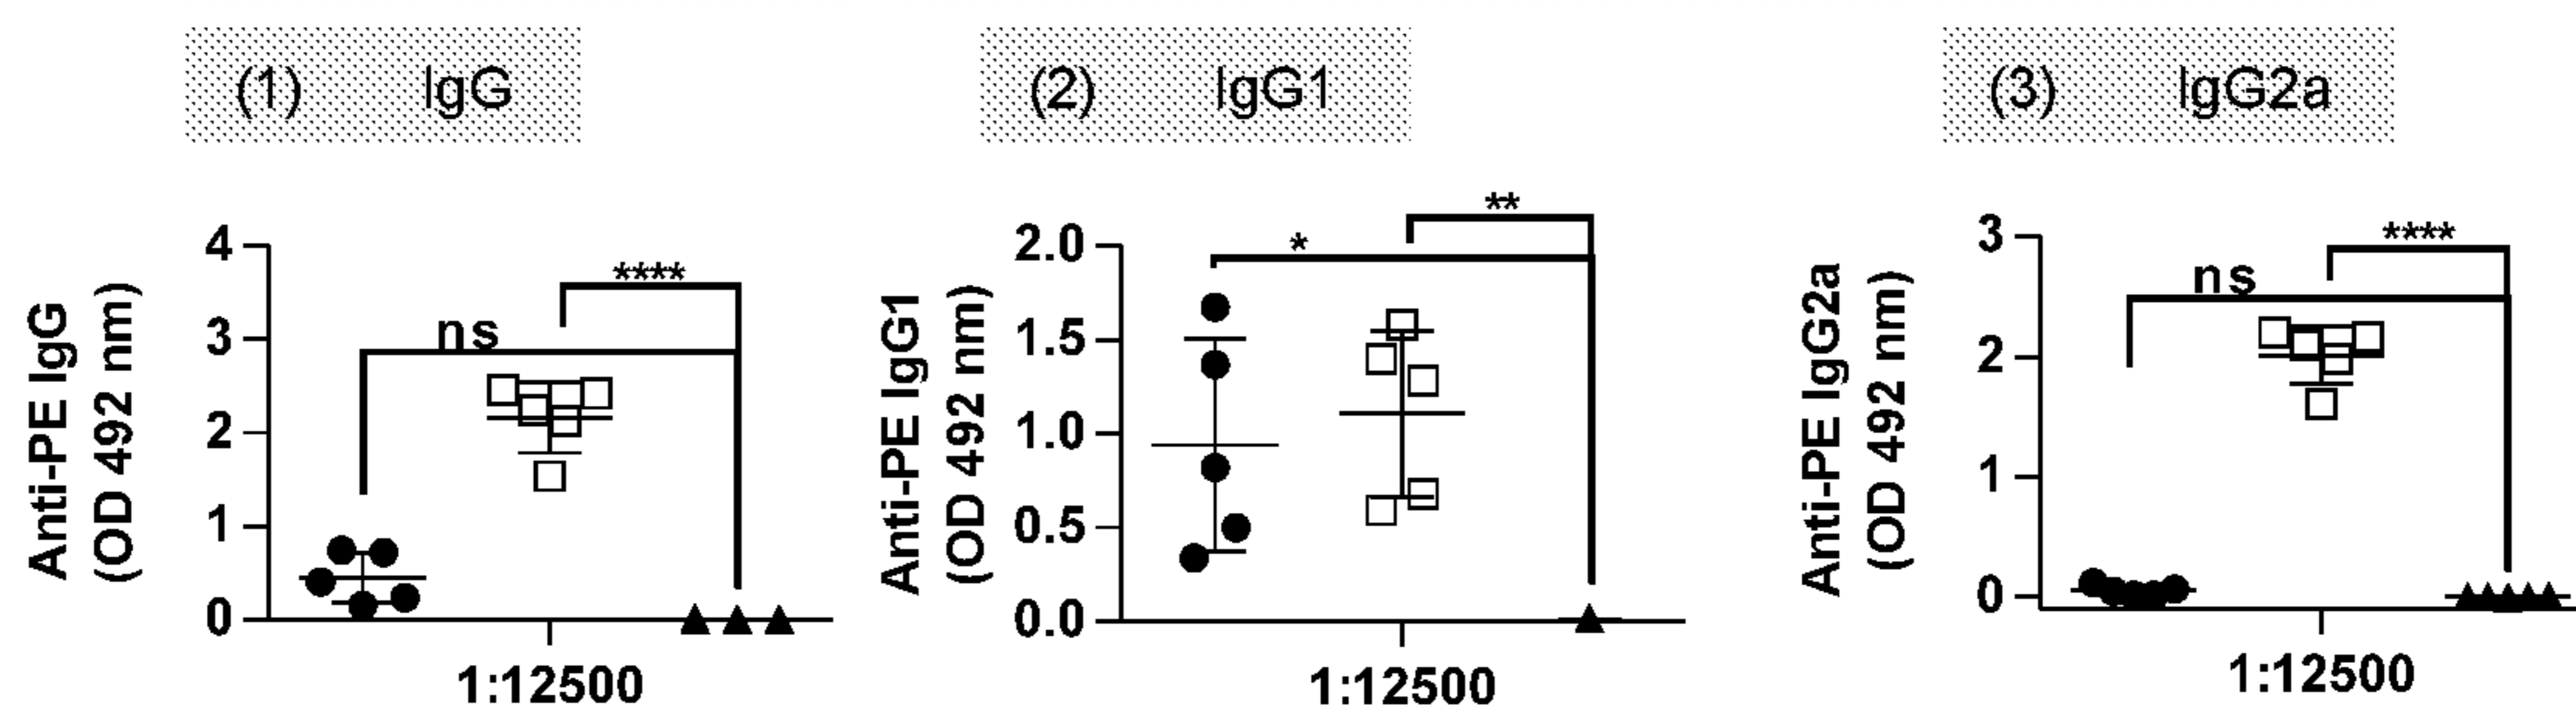 (1) IgG
(2) IgG1
(3) IgG2a
Anti-PE IgG
(OD 492 nm)
4
3
2
1
0
ns
****
1:12500
Anti-PE IgG1
(OD 492 nm)
2.0
1.5
1.0
0.5
0.0
*
**
1:12500
Anti-PE IgG2a
(OD 492 nm)
3
2
1
0
ns
****
1:12500